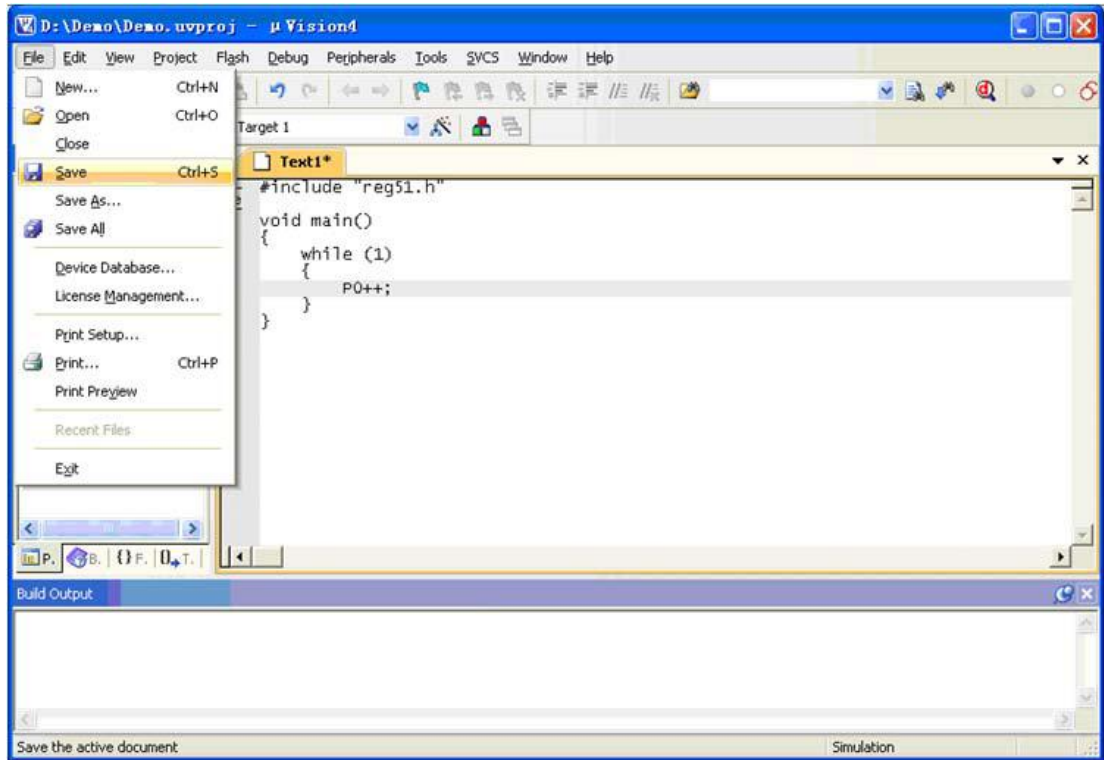 D:\Demo\Demo.uvproj - µVision4
File Edit View Project Flash Debug Peripherals Tools SVCS Window Help
New... Ctrl+N
Open Ctrl+O
Close
Save Ctrl+S
Save As...
Save All
Device Database...
License Management...
Print Setup...
Print... Ctrl+P
Print Preview
Recent Files
Exit
Target 1
Text1*
#include "reg51.h"
void main()
{
while (1)
{
P0++;
}
}
P. B. {} F. 0 T.
Build Output
Save the active document Simulation